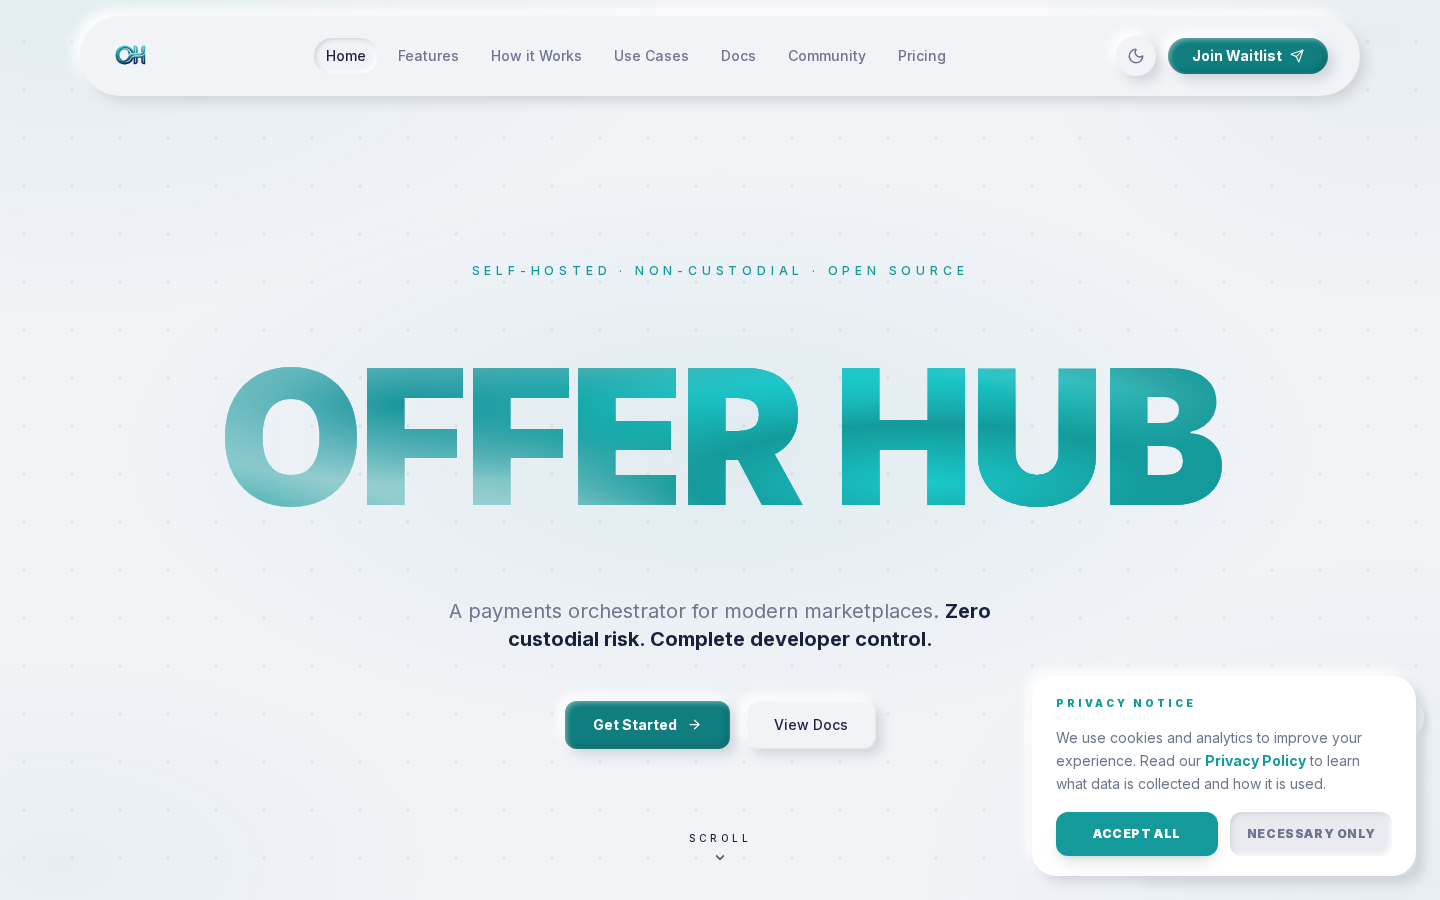 OH
Home
Features
How it Works
Use Cases
Docs
Community
Pricing
Join Waitlist
SELF-HOSTED · NON-CUSTODIAL · OPEN SOURCE
OFFER HUB
A payments orchestrator for modern marketplaces. Zero
custodial risk. Complete developer control.
Get Started
View Docs
SCROLL
PRIVACY NOTICE
We use cookies and analytics to improve your
experience. Read our Privacy Policy to learn
what data is collected and how it is used.
ACCEPT ALL
NECESSARY ONLY